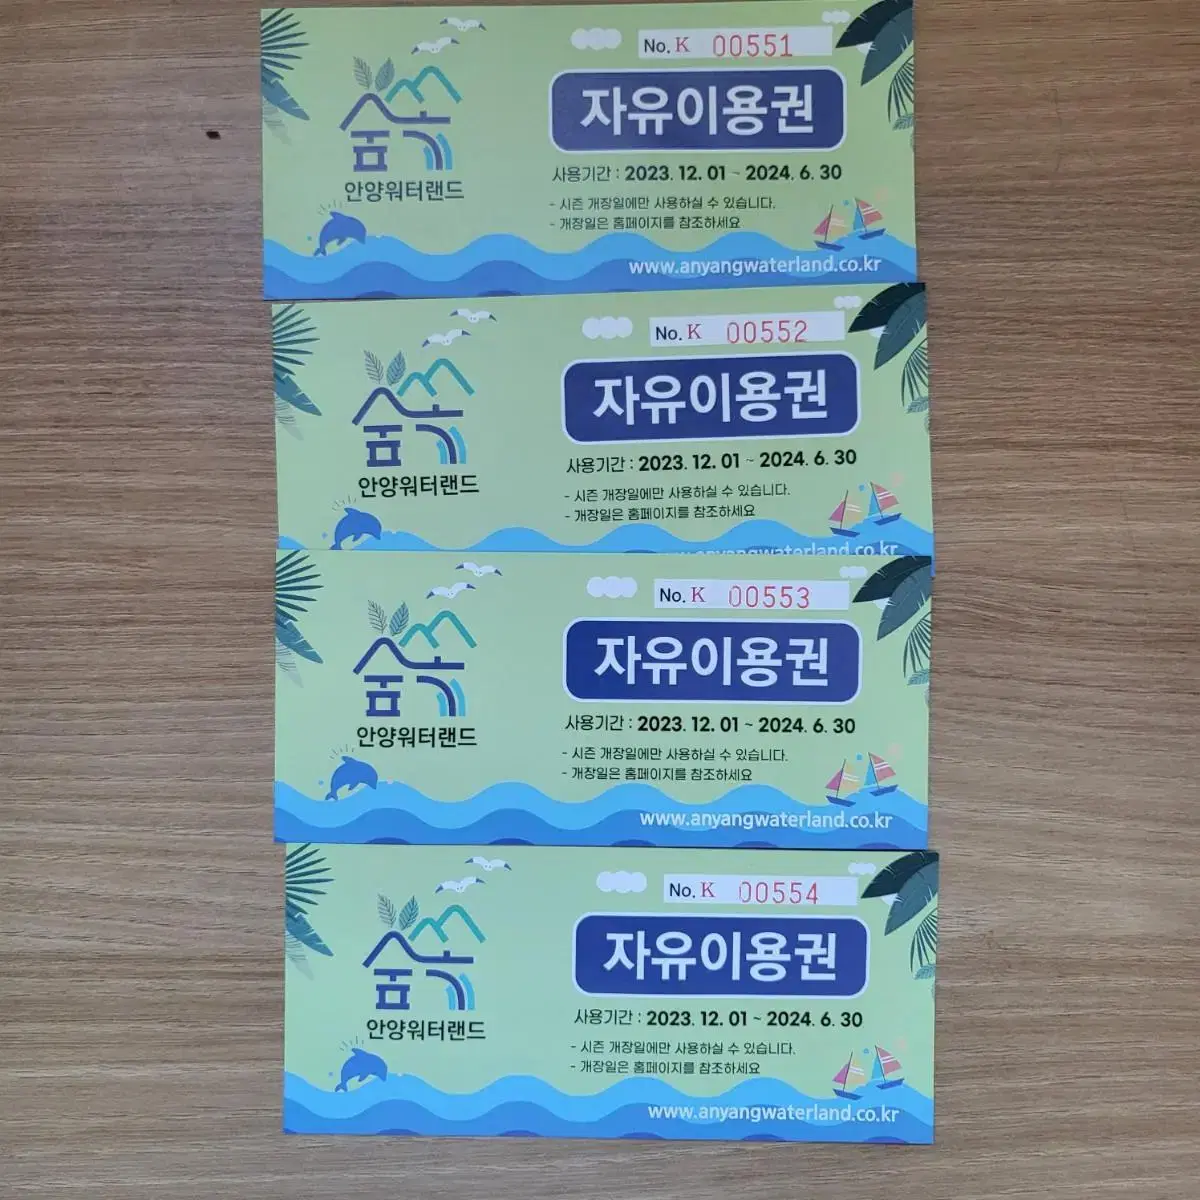 No. K 00551
자유이용권
안양워터랜드
사용기간 : 2023. 12. 01 ~ 2024. 6. 30
- 시즌 개장일에만 사용하실 수 있습니다.
- 개장일은 홈페이지를 참조하세요
www.anyangwaterland.co.kr
No. K 00552
자유이용권
안양워터랜드
사용기간 : 2023. 12. 01 ~ 2024. 6. 30
- 시즌 개장일에만 사용하실 수 있습니다.
- 개장일은 홈페이지를 참조하세요
www.anyangwaterland.co.kr
No. K 00553
자유이용권
안양워터랜드
사용기간 : 2023. 12. 01 ~ 2024. 6. 30
- 시즌 개장일에만 사용하실 수 있습니다.
- 개장일은 홈페이지를 참조하세요
www.anyangwaterland.co.kr
No. K 00554
자유이용권
안양워터랜드
사용기간 : 2023. 12. 01 ~ 2024. 6. 30
- 시즌 개장일에만 사용하실 수 있습니다.
- 개장일은 홈페이지를 참조하세요
www.anyangwaterland.co.kr